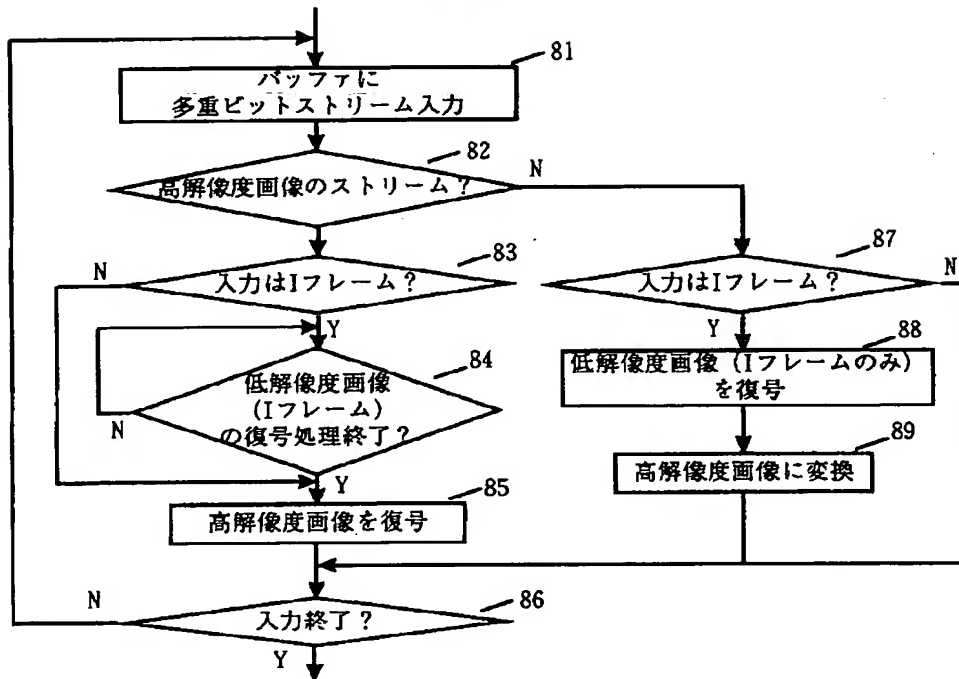 81
バッファに
多重ビットストリーム入力
82
N
高解像度画像のストリーム？
83
N
入力はIフレーム？
Y
87
N
入力はIフレーム？
Y
84
低解像度画像
(Iフレーム)
の復号処理終了？
N
Y
88
低解像度画像 (Iフレームのみ)
を復号
89
高解像度画像に変換
85
高解像度画像を復号
N
86
入力終了？
Y